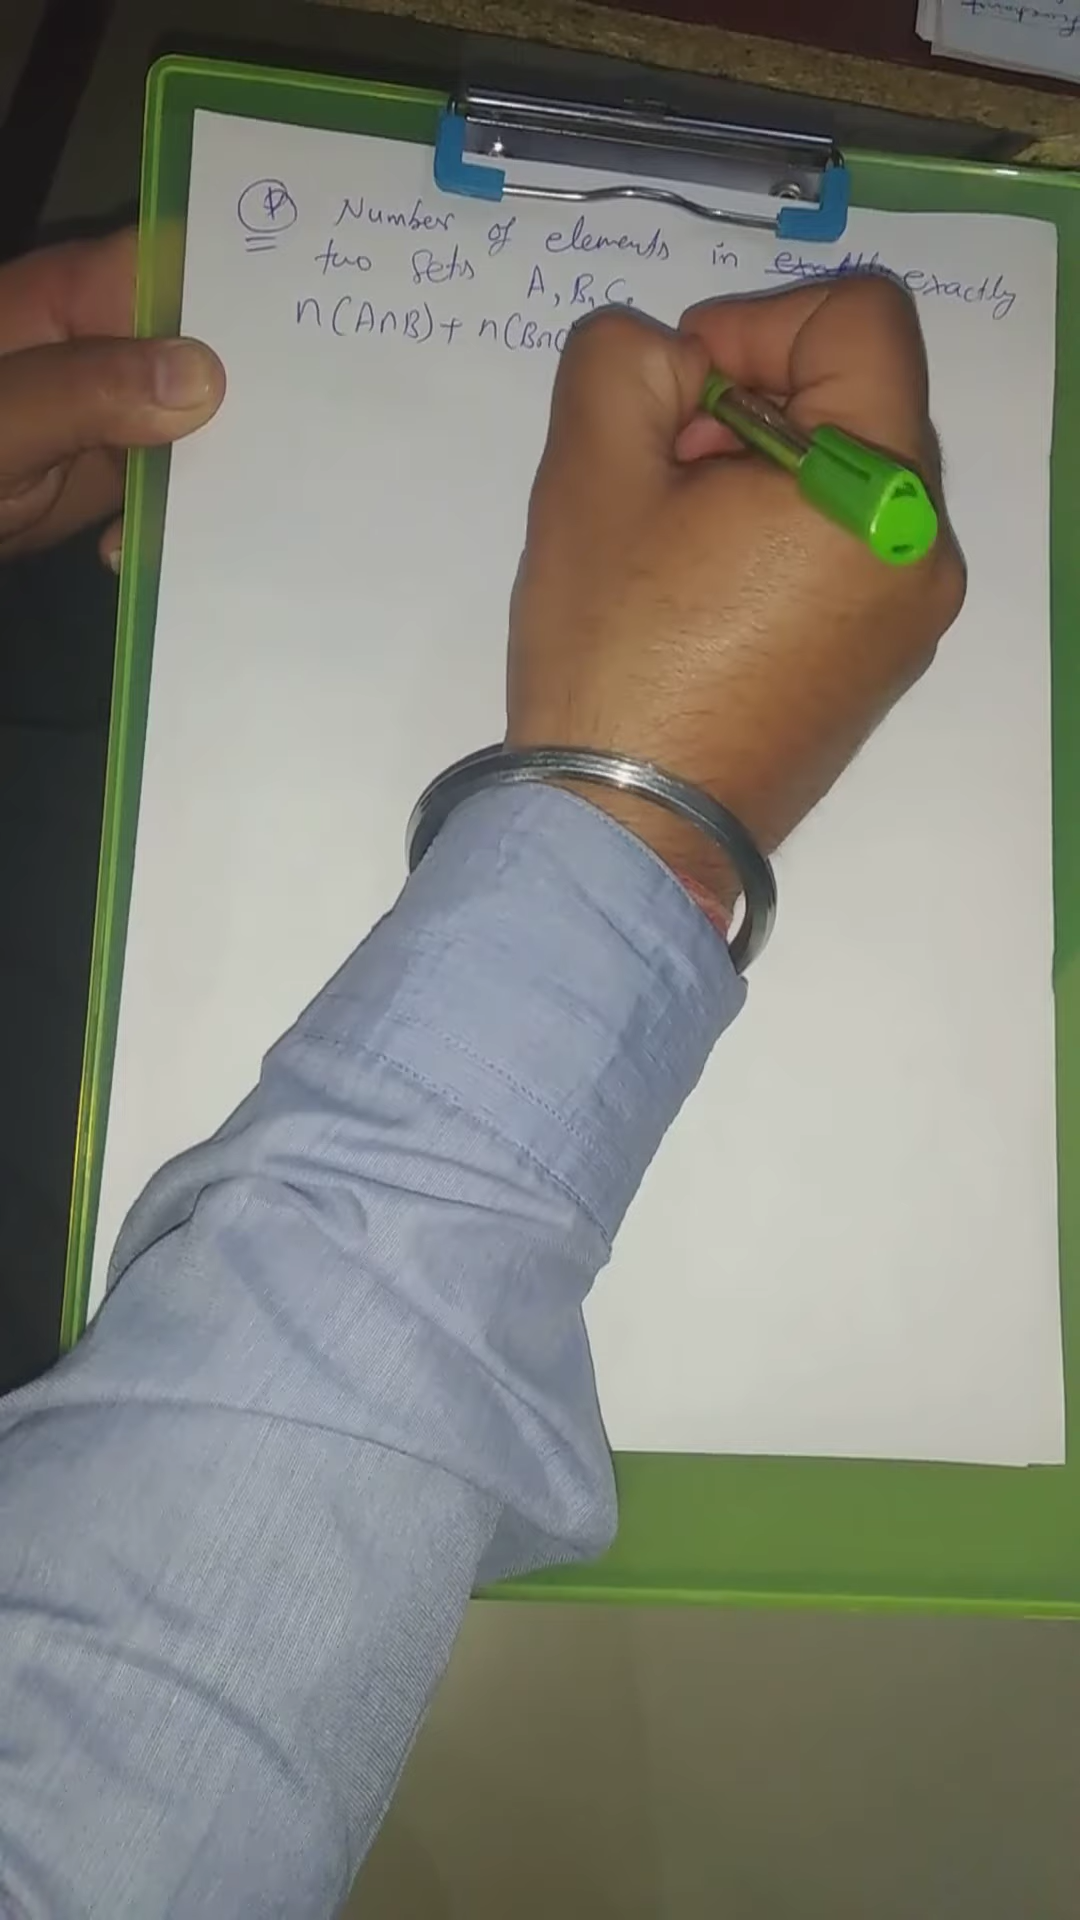 Number of elements in exactly
two sets A, B, C.
n(A∩B) + n(B∩C